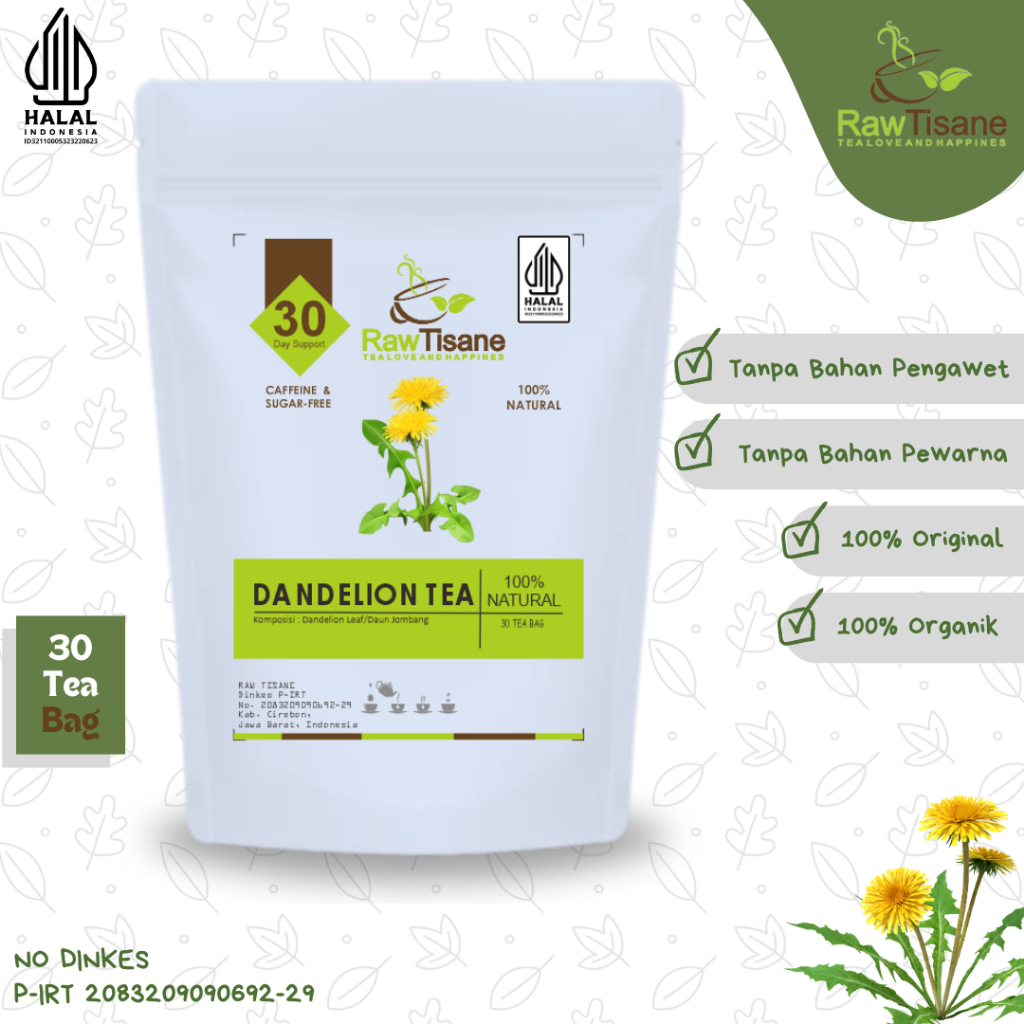 HALAL
INDONESIA
ID32110005323220623
RawTisane
TEALOVEANDHAPPINES
30
Day Support
CAFFEINE &
SUGAR-FREE
RawTisane
TEALOVEANDHAPPINES
HALAL
INDONESIA
ID32110005323220623
100%
NATURAL
DANDELION TEA
Komposisi : Dandelion Leaf/Daun Jombang
100%
NATURAL
30 TEA BAG
RAW TISANE
Dinkes P-IRT
No. 2083209090692-29
Kab. Cirebon,
Jawa Barat, Indonesia
Tanpa Bahan Pengawet
Tanpa Bahan Pewarna
100% Original
100% Organik
30
Tea
Bag
NO DINKES
P-IRT 2083209090692-29